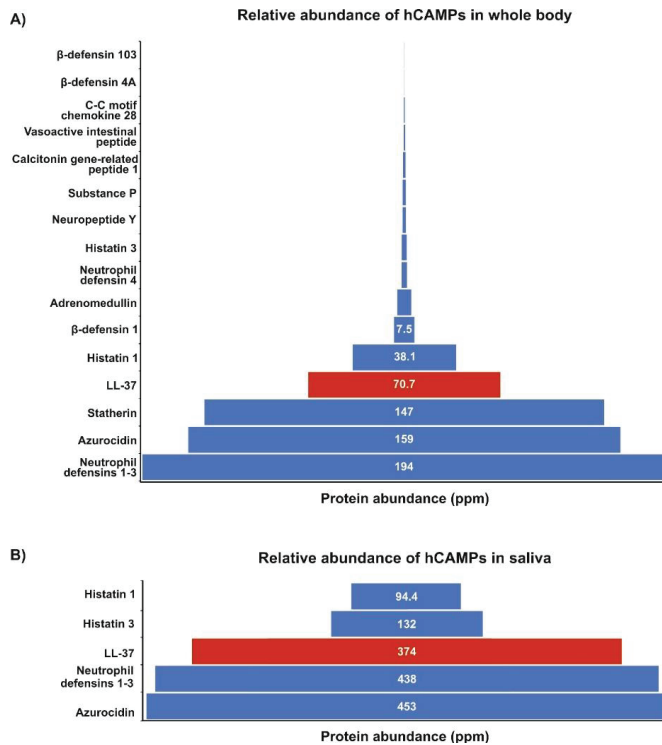 A)
Relative abundance of hCAMPs in whole body
β-defensin 103
β-defensin 4A
C-C motif
chemokine 28
Vasoactive intestinal
peptide
Calcitonin gene-related
peptide 1
Substance P
Neuropeptide Y
Histatin 3
Neutrophil
defensin 4
Adrenomedullin
β-defensin 1
7.5
Histatin 1
38.1
LL-37
70.7
Statherin
147
Azurocidin
159
Neutrophil
defensins 1-3
194
Protein abundance (ppm)
B)
Relative abundance of hCAMPs in saliva
Histatin 1
94.4
Histatin 3
132
LL-37
374
Neutrophil
defensins 1-3
438
Azurocidin
453
Protein abundance (ppm)